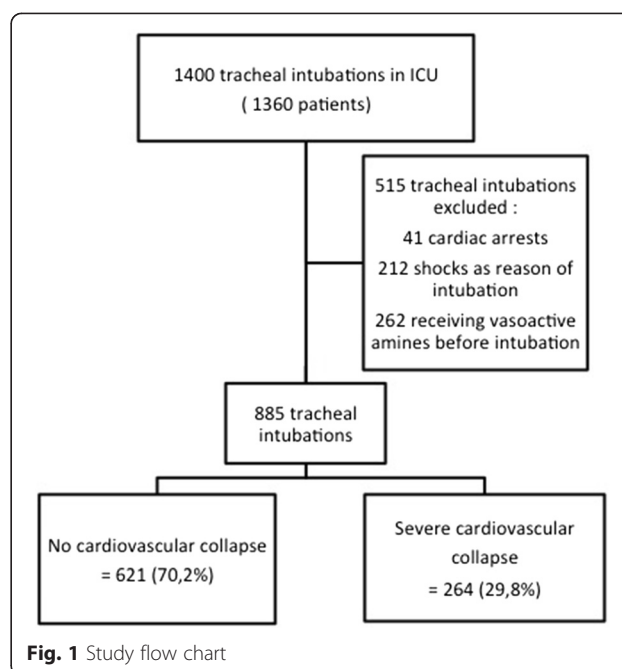 1400 tracheal intubations in ICU
( 1360 patients)
515 tracheal intubations
excluded :
41 cardiac arrests
212 shocks as reason of
intubation
262 receiving vasoactive
amines before intubation
885 tracheal
intubations
No cardiovascular collapse
= 621 (70,2%)
Severe cardiovascular
collapse
= 264 (29,8%)
Fig. 1 Study flow chart